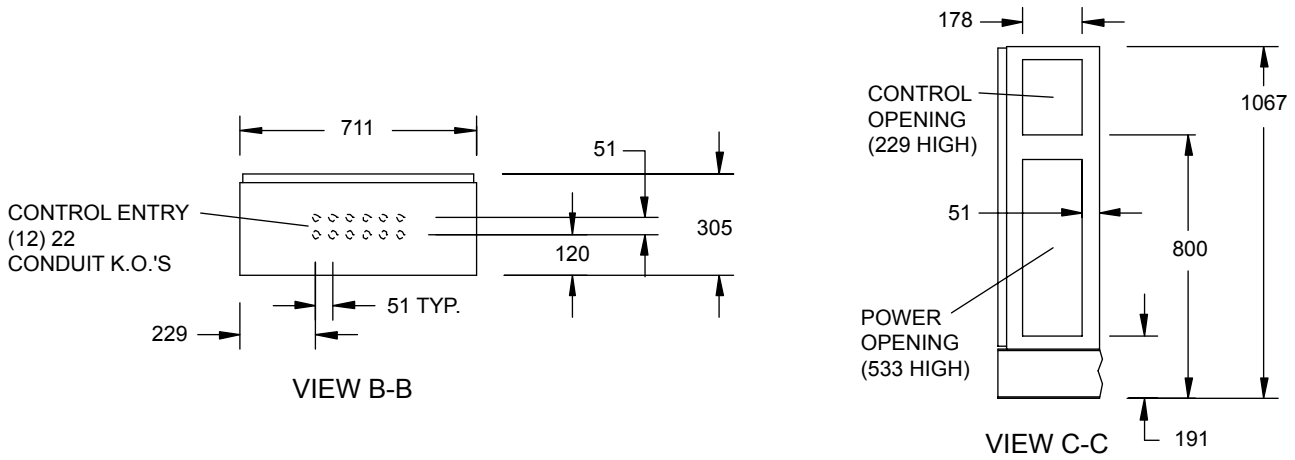 711
51
305
120
CONTROL ENTRY
(12) 22
CONDUIT K.O.'S
51 TYP.
229
VIEW B-B
178
CONTROL
OPENING
(229 HIGH)
1067
51
800
POWER
OPENING
(533 HIGH)
191
VIEW C-C